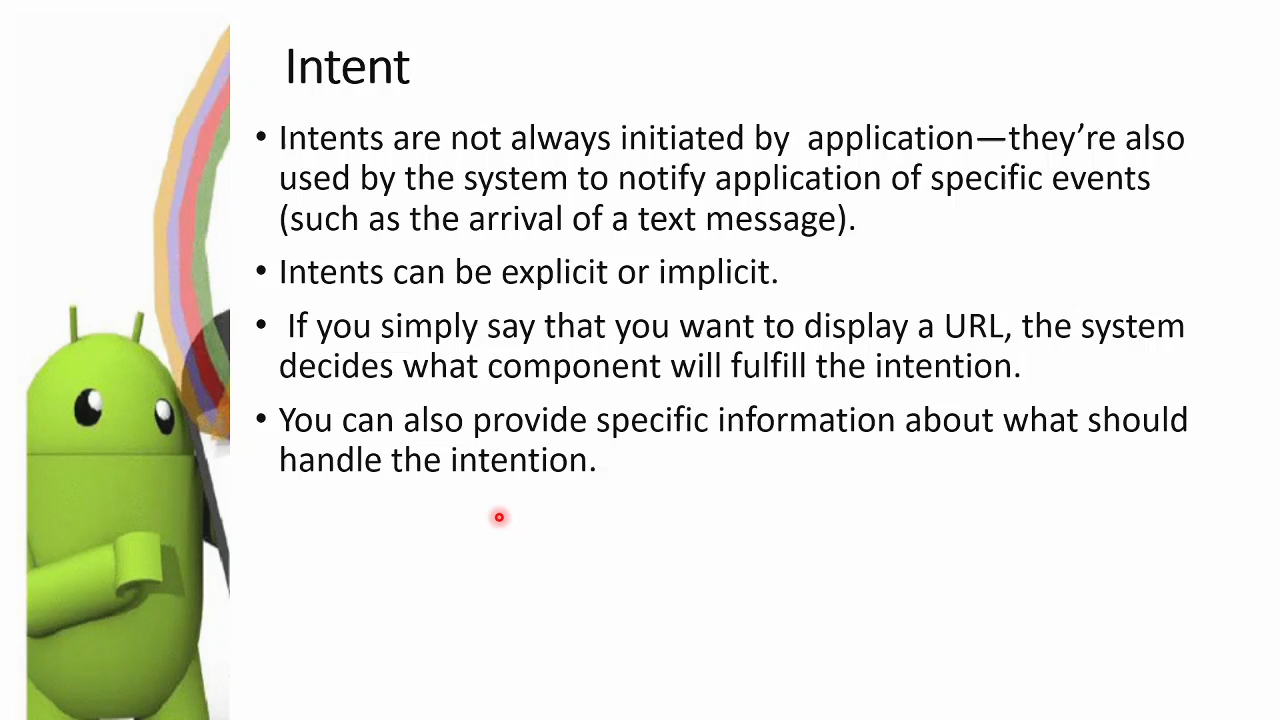 Intent
• Intents are not always initiated by  application—they’re also
used by the system to notify application of specific events
(such as the arrival of a text message).
• Intents can be explicit or implicit.
• If you simply say that you want to display a URL, the system
decides what component will fulfill the intention.
• You can also provide specific information about what should
handle the intention.